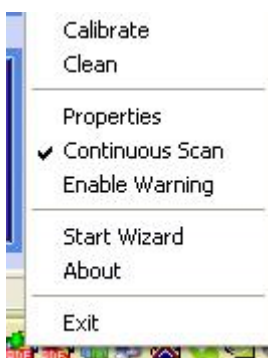 Calibrate
Clean
Properties
Continuous Scan
Enable Warning
Start Wizard
About
Exit